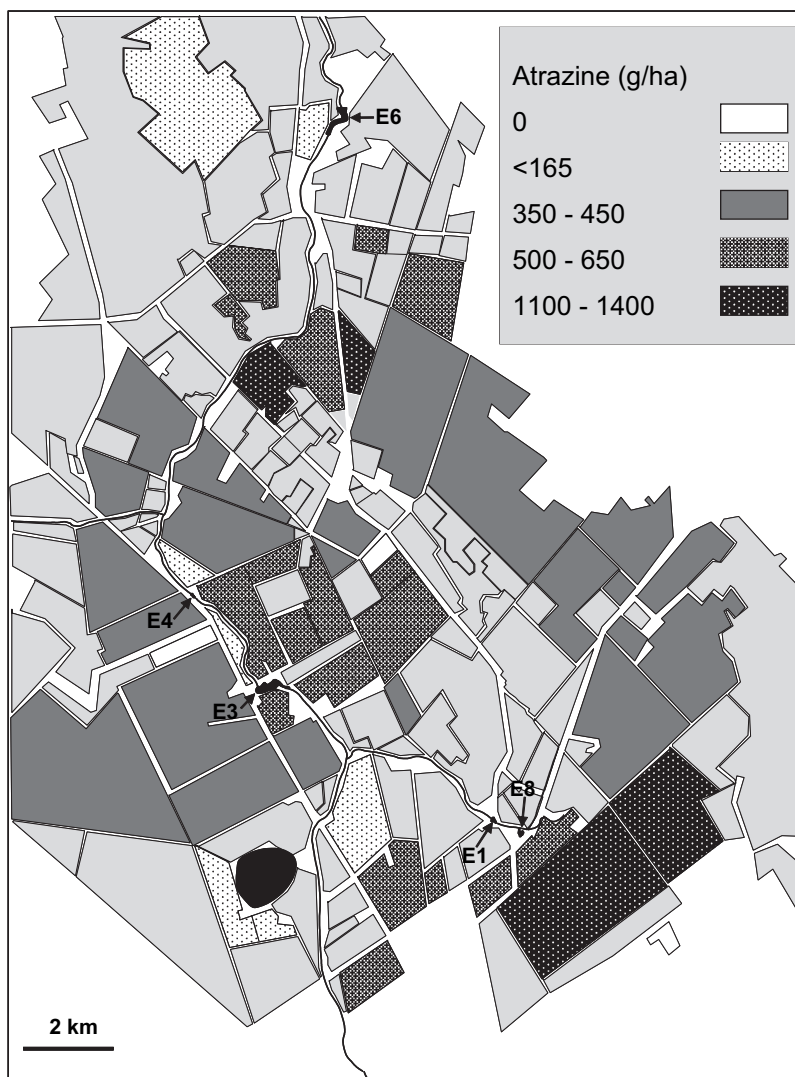 Atrazine (g/ha)
0
<165
350 - 450
500 - 650
1100 - 1400
E6
E4
E3
E8
E1
2 km